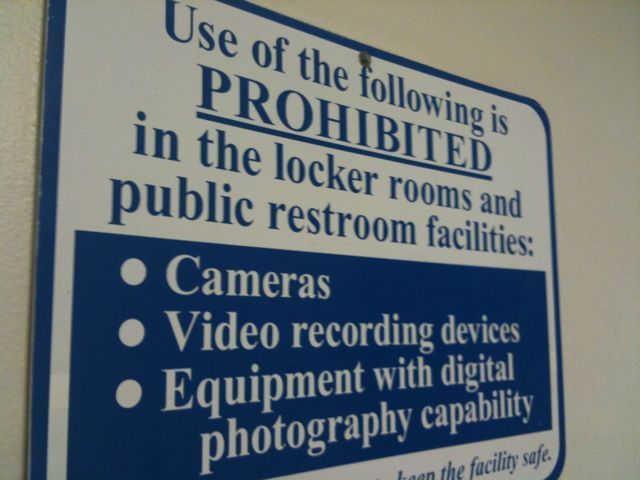 Use of the following is
PROHIBITED
in the locker rooms and
public restroom facilities:
● Cameras
● Video recording devices
● Equipment with digital
photography capability
keep the facility safe.